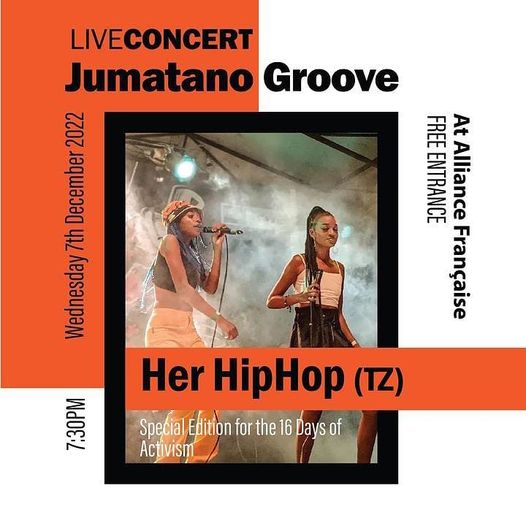 LIVECONCERT
Jumatano Groove
Wednesday 7th December 2022
7:30PM
At Alliance Française
FREE ENTRANCE
Her HipHop (TZ)
Special Edition for the 16 Days of
Activism